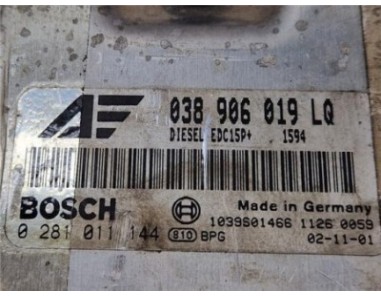 AF 038 906 019 LQ
DIESEL EDC15P+ 1594
BOSCH Made in Germany
1039S01466 1126 0059
0 281 011 144 810 BPG 02-11-01